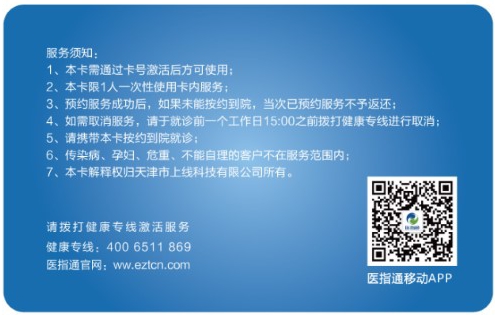 服务须知：
1、本卡需通过卡号激活后方可使用；
2、本卡限1人一次性使用卡内服务；
3、预约服务成功后，如果未能按约到院，当次已预约服务不予返还；
4、如需取消服务，请于就诊前一个工作日15:00之前拨打健康专线进行取消；
5、请携带本卡按约到院就诊；
6、传染病、孕妇、危重、不能自理的客户不在服务范围内；
7、本卡解释权归天津市上线科技有限公司所有。
请拨打健康专线激活服务
健康专线：400 6511 869
医指通官网：ww.eztcn.com
医指通移动APP